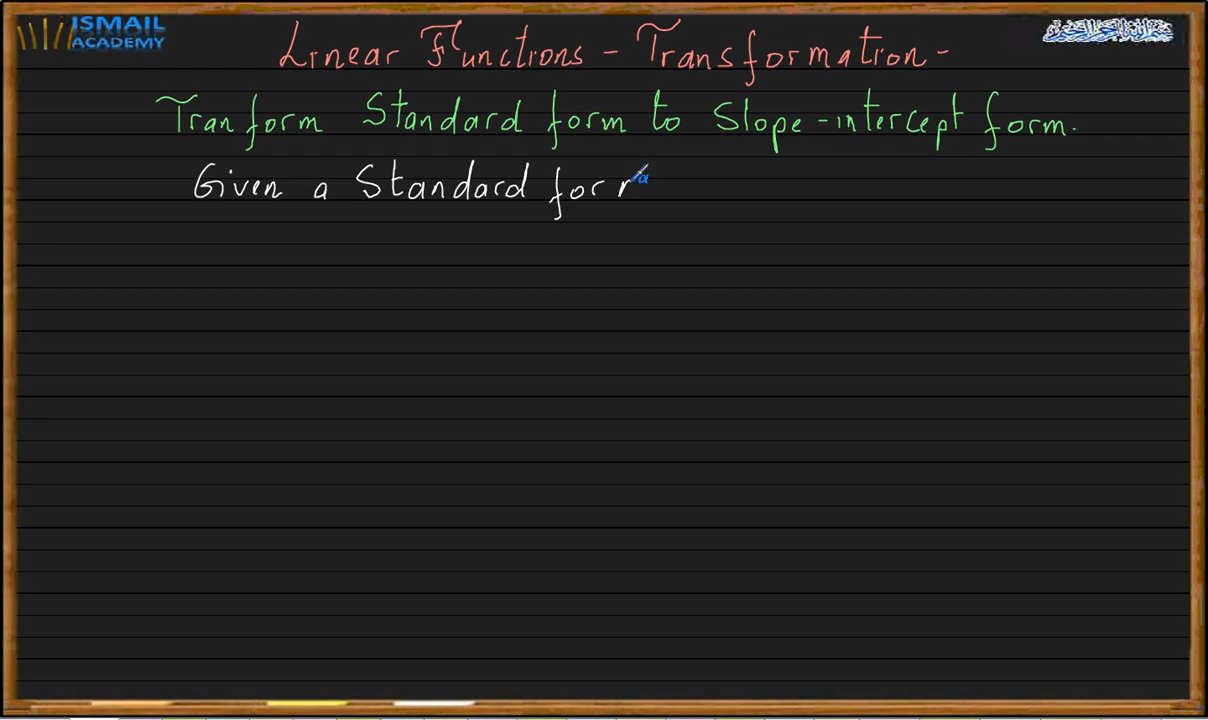 ISMAIL
ACADEMY
Linear Functions - Transformation -
Tranform Standard form to Slope-intercept form.
Given a Standard for